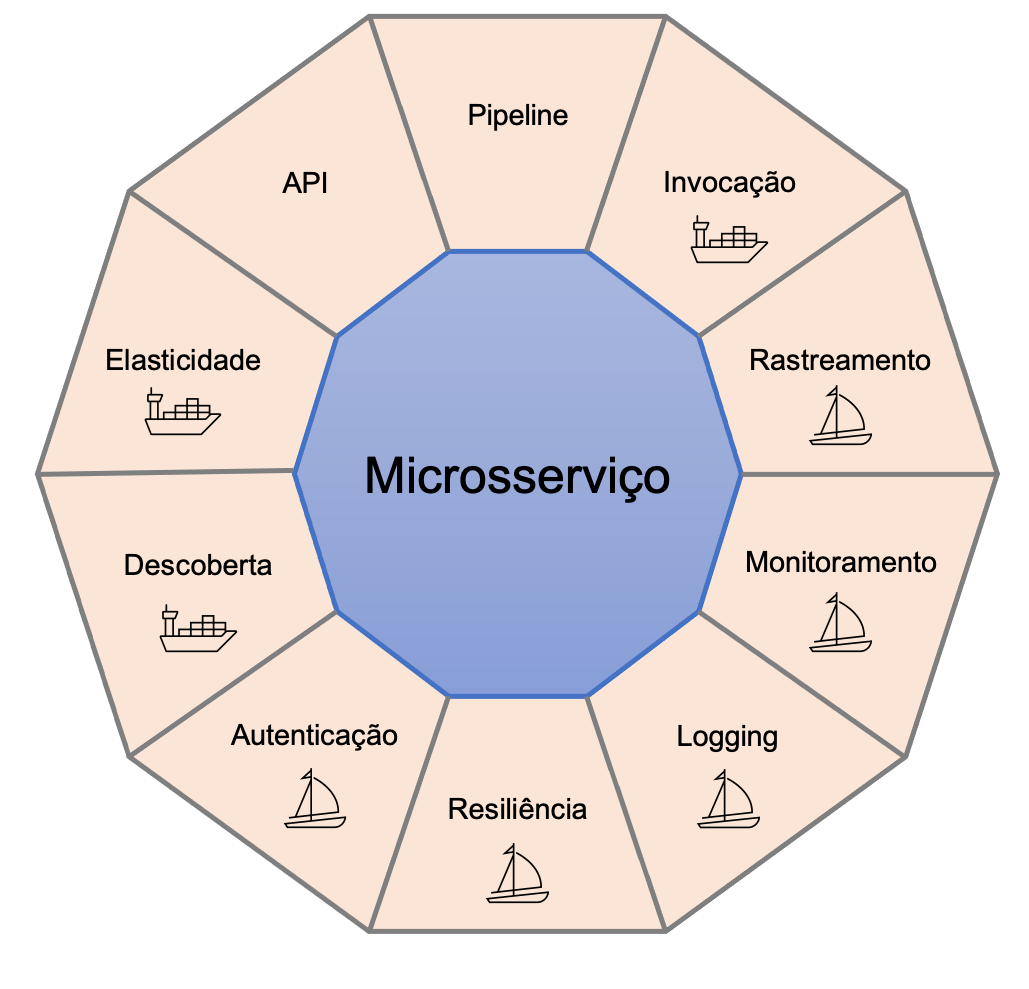 Pipeline
API
Invocação
Elasticidade
Rastreamento
Microsserviço
Descoberta
Monitoramento
Autenticação
Logging
Resiliência